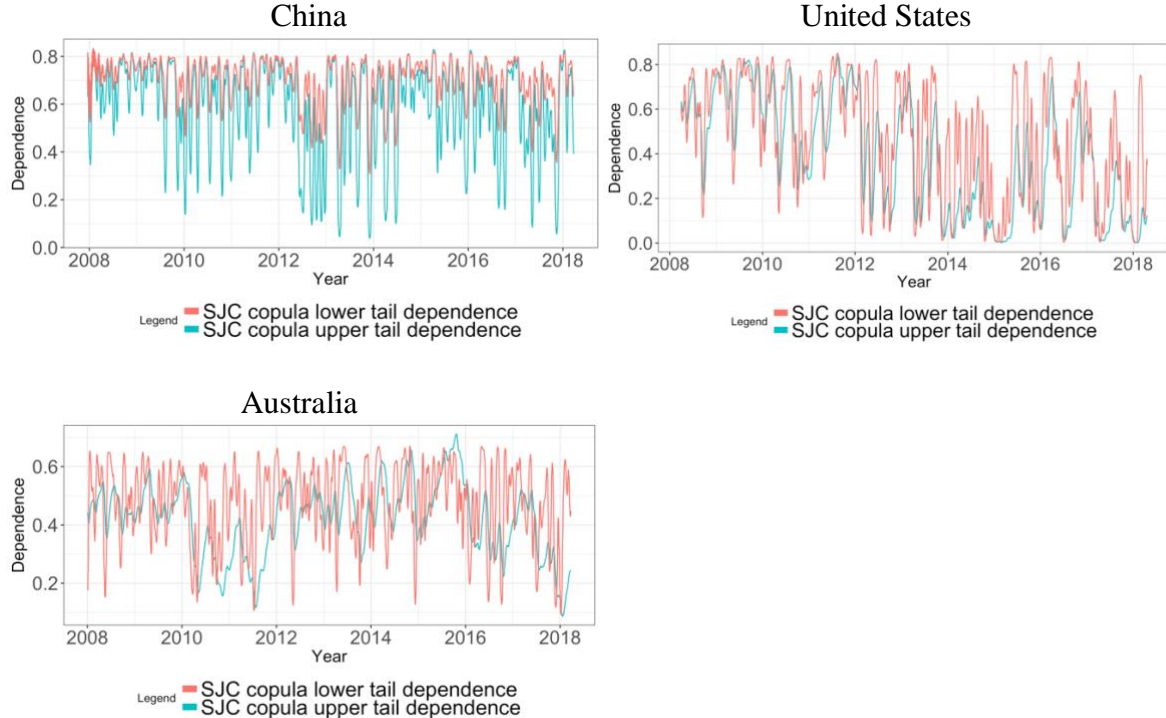 China
0.8
0.6
0.4
0.2
0.0
Dependence
2008 2010 2012 2014 2016 2018
Year
Legend SJC copula lower tail dependence
SJC copula upper tail dependence
United States
0.8
0.6
0.4
0.2
0.0
Dependence
2008 2010 2012 2014 2016 2018
Year
Legend SJC copula lower tail dependence
SJC copula upper tail dependence
Australia
0.6
0.4
0.2
Dependence
2008 2010 2012 2014 2016 2018
Year
Legend SJC copula lower tail dependence
SJC copula upper tail dependence